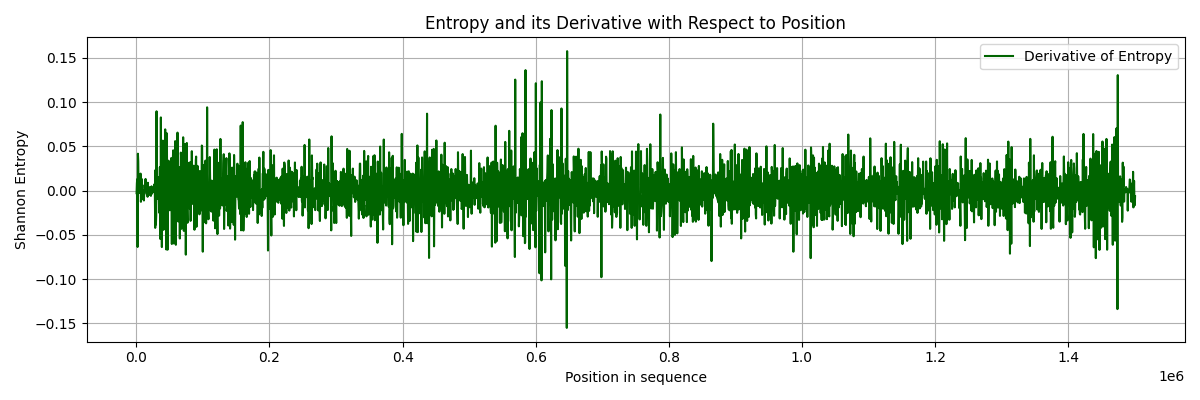 Entropy and its Derivative with Respect to Position
Derivative of Entropy
Shannon Entropy
0.15
0.10
0.05
0.00
−0.05
−0.10
−0.15
0.0 0.2 0.4 0.6 0.8 1.0 1.2 1.4
1e6
Position in sequence